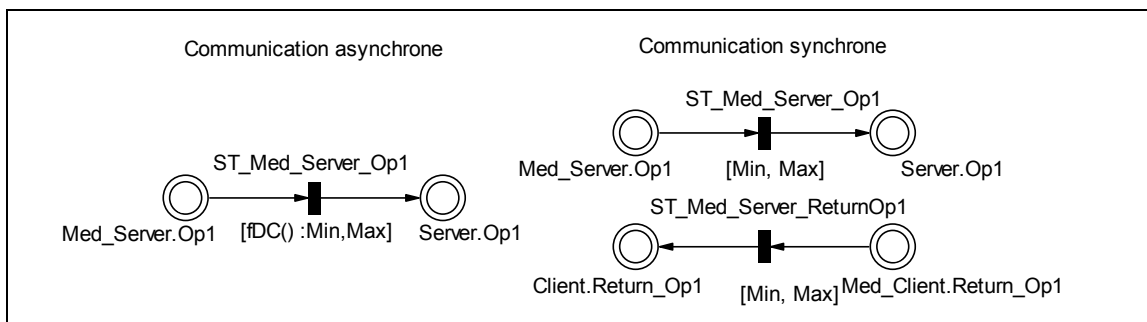 Communication asynchrone
ST_Med_Server_Op1
Med_Server.Op1
[fDC() :Min,Max]
Server.Op1
Communication synchrone
ST_Med_Server_Op1
Med_Server.Op1
[Min, Max]
Server.Op1
ST_Med_Server_ReturnOp1
Client.Return_Op1
[Min, Max]
Med_Client.Return_Op1